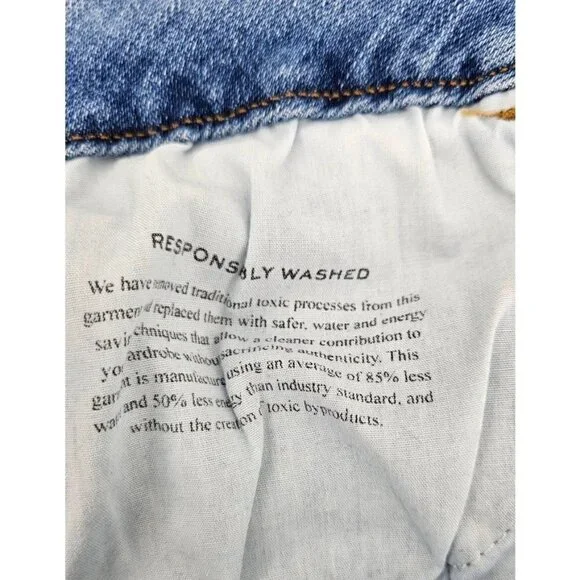 RESPONSIBLY WASHED
We have removed traditional toxic processes from this
garment and replaced them with safer, water and energy
saving techniques that allow a cleaner contribution to
your wardrobe without sacrificing authenticity. This
garment is manufactured using an average of 85% less
water and 50% less energy than industry standard, and
without the creation of toxic byproducts.